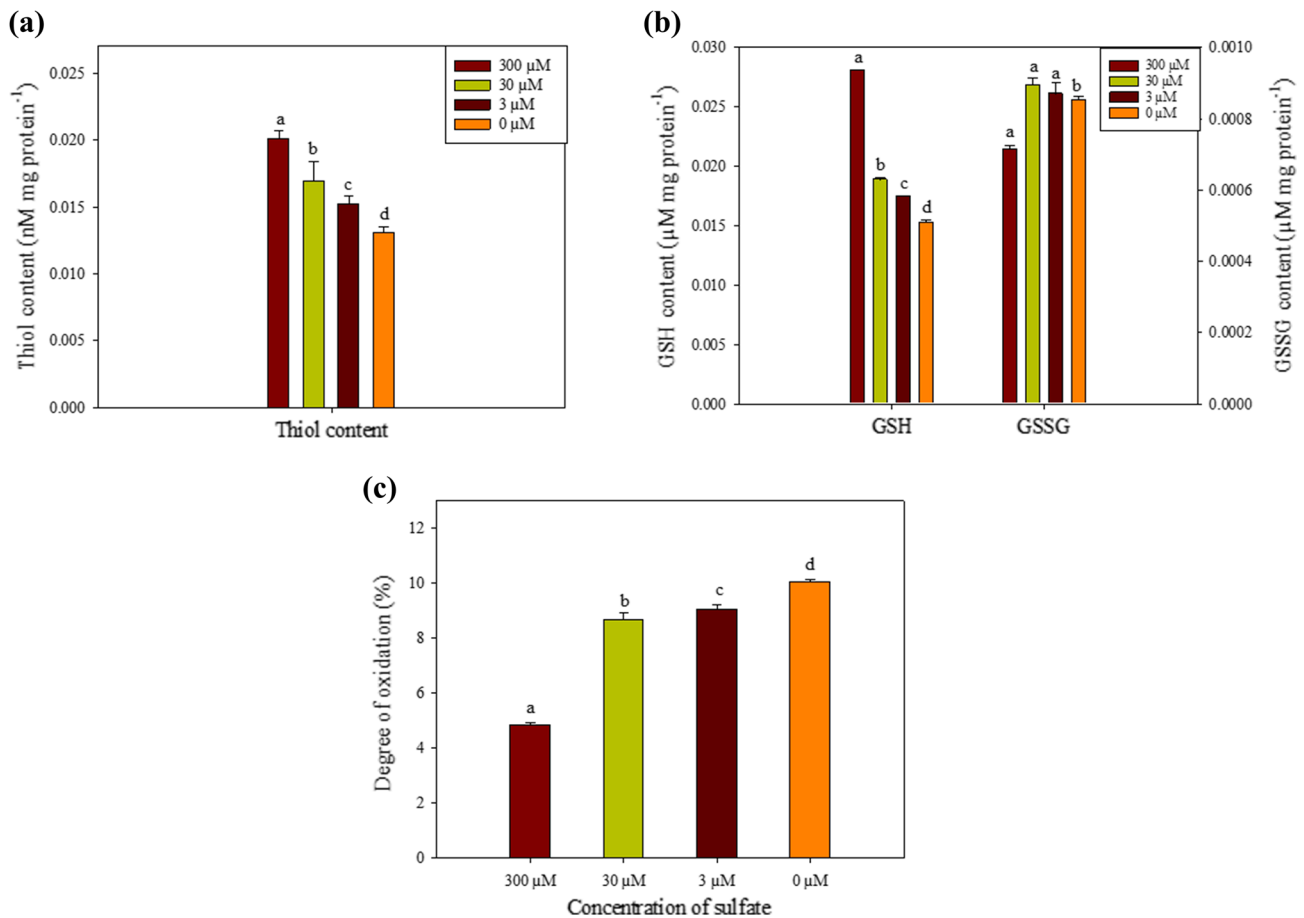 (a)
Thiol content (nM mg protein⁻¹)
0.025
0.020
0.015
0.010
0.005
0.000
300 µM
30 µM
3 µM
0 µM
a
b
c
d
Thiol content
(b)
GSH content (µM mg protein⁻¹)
0.030
0.025
0.020
0.015
0.010
0.005
0.000
a
b
c
d
a
a
a
b
300 µM
30 µM
3 µM
0 µM
GSH
GSSG
0.0010
0.0008
0.0006
0.0004
0.0002
0.0000
GSSG content (µM mg protein⁻¹)
(c)
Degree of oxidation (%)
12
10
8
6
4
2
0
a
b
c
d
300 µM 30 µM 3 µM 0 µM
Concentration of sulfate